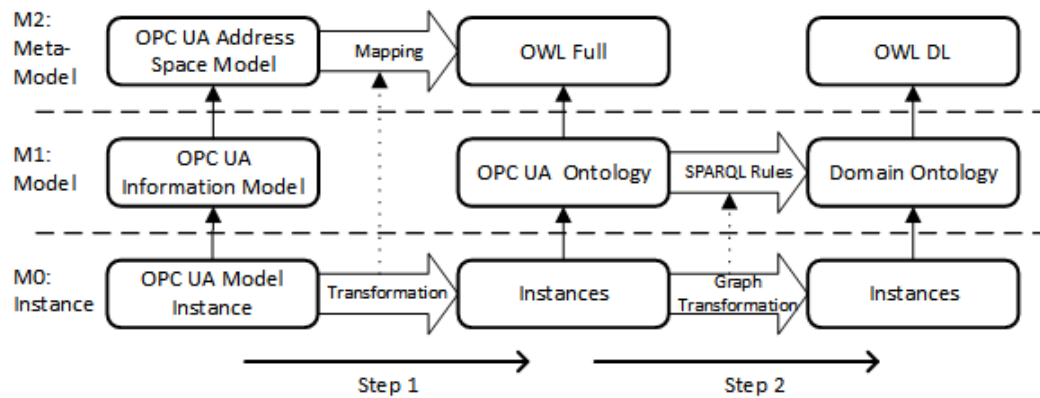 M2:
Meta-
Model
OPC UA Address
Space Model
Mapping
OWL Full
OWL DL
M1:
Model
OPC UA
Information Model
OPC UA Ontology
SPARQL Rules
Domain Ontology
M0:
Instance
OPC UA Model
Instance
Transformation
Instances
Graph
Transformation
Instances
Step 1
Step 2